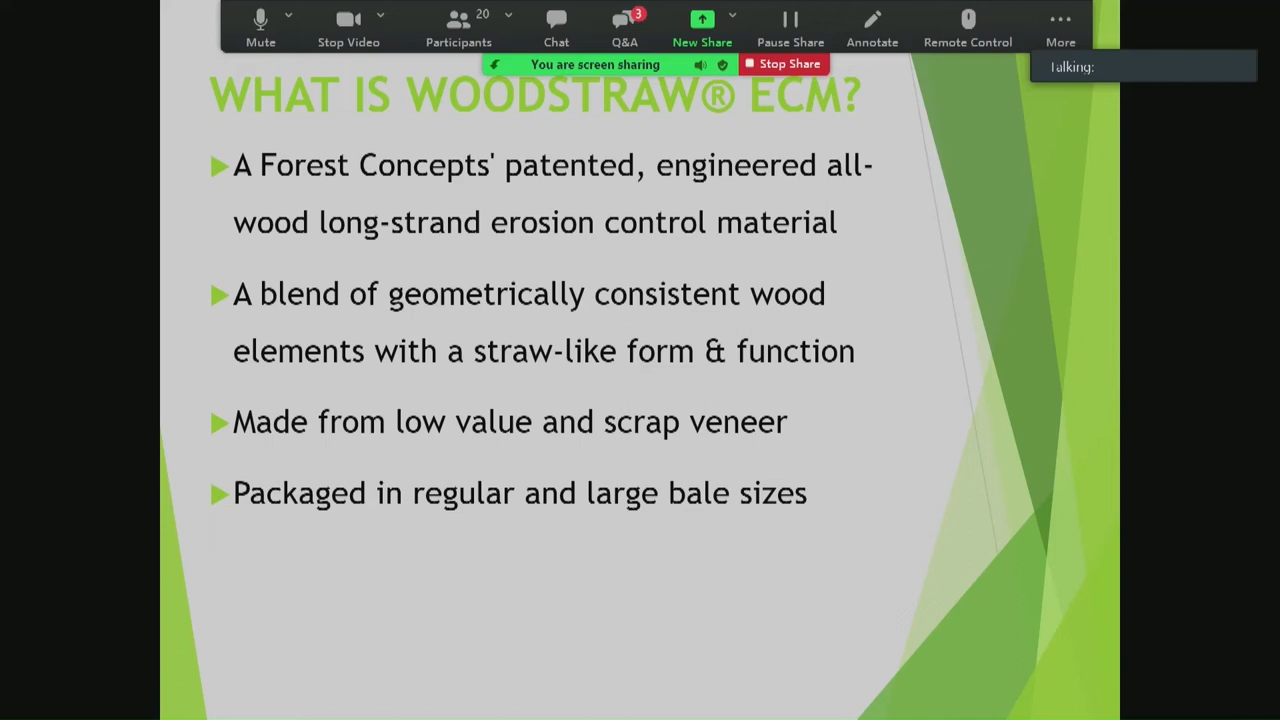 20
3
Mute
Stop Video
Participants
Chat
Q&A
New Share
Pause Share
Annotate
Remote Control
More
You are screen sharing
Stop Share
Talking:
WHAT IS WOODSTRAW® ECM?
A Forest Concepts' patented, engineered all-
wood long-strand erosion control material
A blend of geometrically consistent wood
elements with a straw-like form & function
Made from low value and scrap veneer
Packaged in regular and large bale sizes